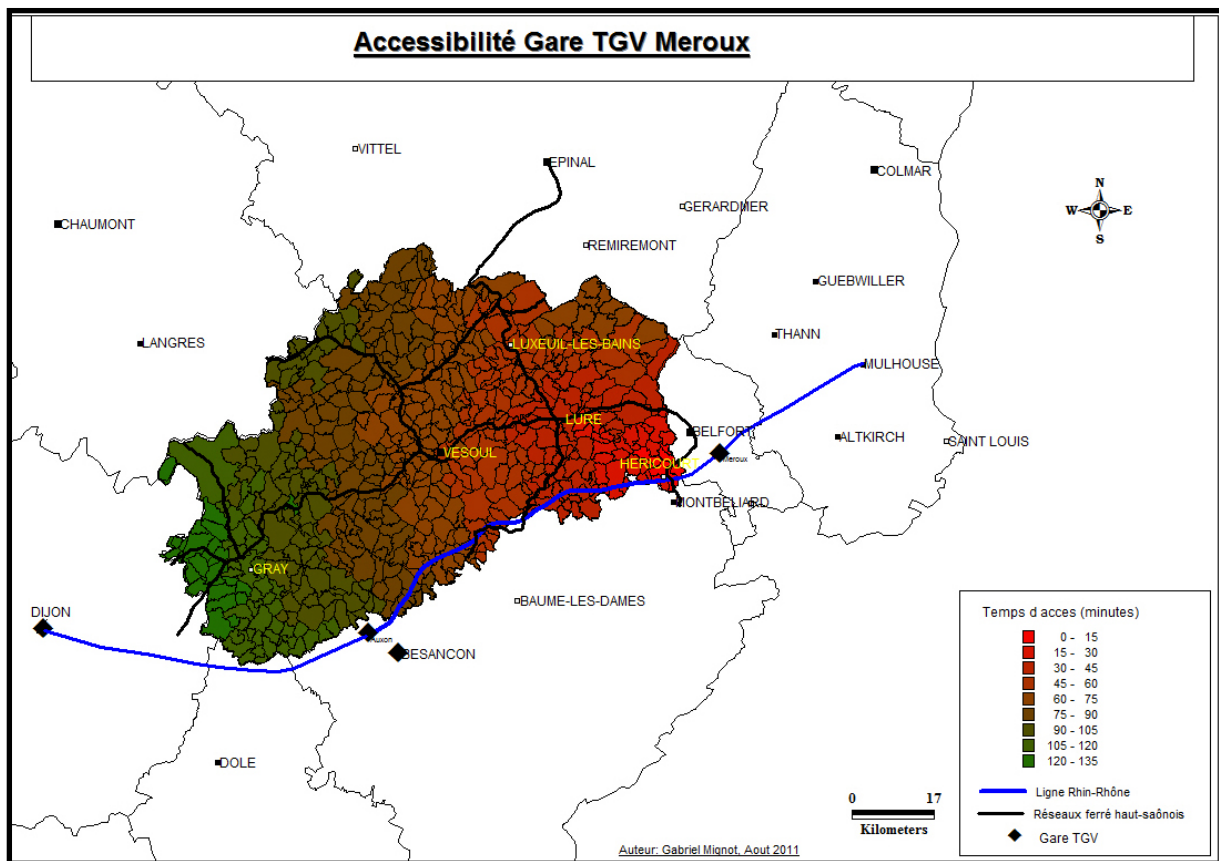 Accessibilité Gare TGV Meroux
VITTEL
EPINAL
COLMAR
GERARDMER
CHAUMONT
REMIREMONT
N
W E
S
GUEBWILLER
LANGRES
LUXEUIL-LES-BAINS
THANN
MULHOUSE
LURE
BELFORT
ALTKIRCH
SAINT LOUIS
VESOUL
HERICOURT
Meroux
MONTBELIARD
GRAY
BAUME-LES-DAMES
DIJON
Auxon
BESANCON
DOLE
Temps d acces (minutes)
0 - 15
15 - 30
30 - 45
45 - 60
60 - 75
75 - 90
90 - 105
105 - 120
120 - 135
Ligne Rhin-Rhône
Réseaux ferré haut-saônois
Gare TGV
0 17
Kilometers
Auteur: Gabriel Mignot, Aout 2011